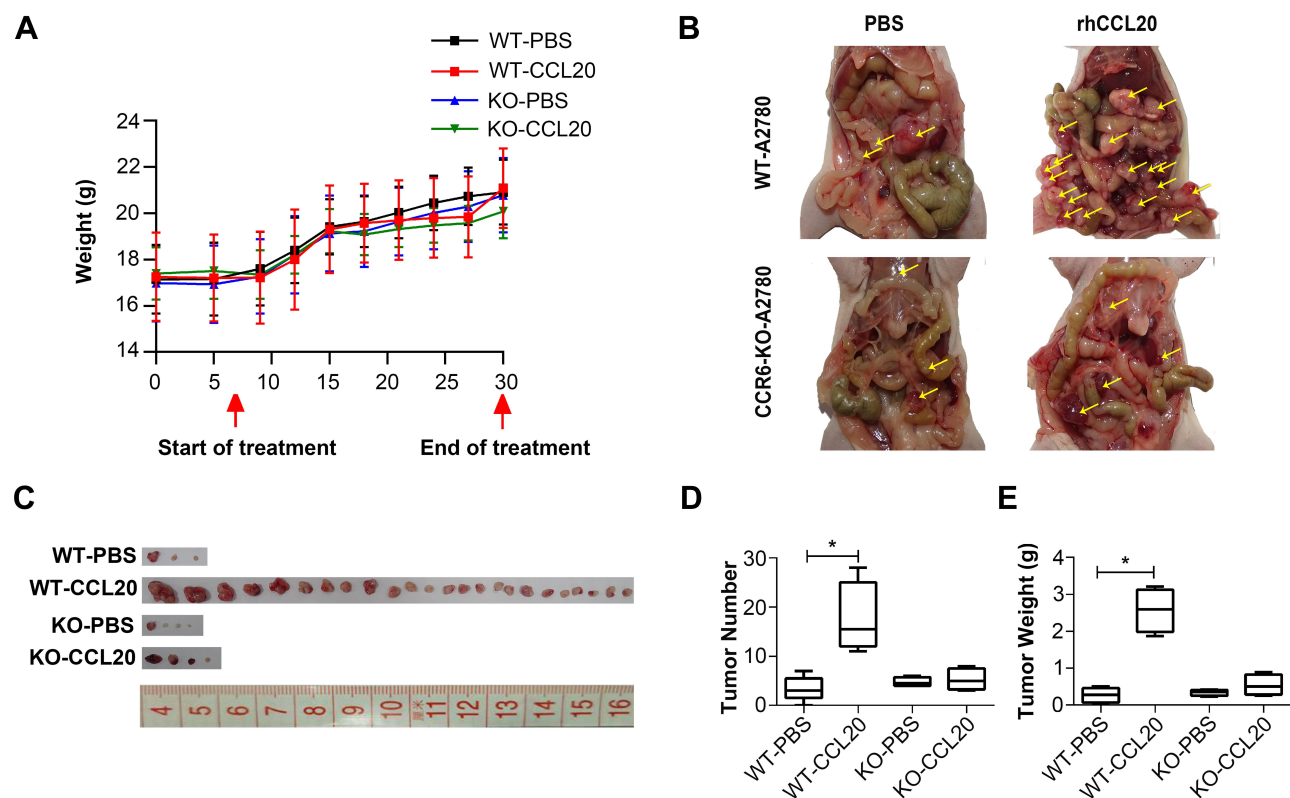 A
WT-PBS
WT-CCL20
KO-PBS
KO-CCL20
Weight (g)
24
22
20
18
16
14
0
5
10
15
20
25
30
Start of treatment
End of treatment
B
PBS
rhCCL20
WT-A2780
CCR6-KO-A2780
C
WT-PBS
WT-CCL20
KO-PBS
KO-CCL20
4 5 6 7 8 9 10 厘米 11 12 13 14 15 16
D
Tumor Number
30
20
10
0
*
WT-PBS
WT-CCL20
KO-PBS
KO-CCL20
E
Tumor Weight (g)
4
3
2
1
0
*
WT-PBS
WT-CCL20
KO-PBS
KO-CCL20